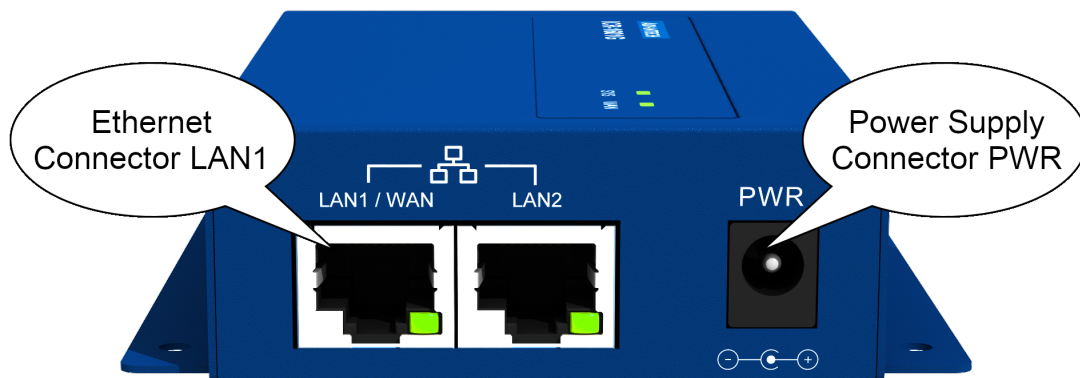 Ethernet
Connector LAN1
Power Supply
Connector PWR
LAN1 / WAN
LAN2
PWR